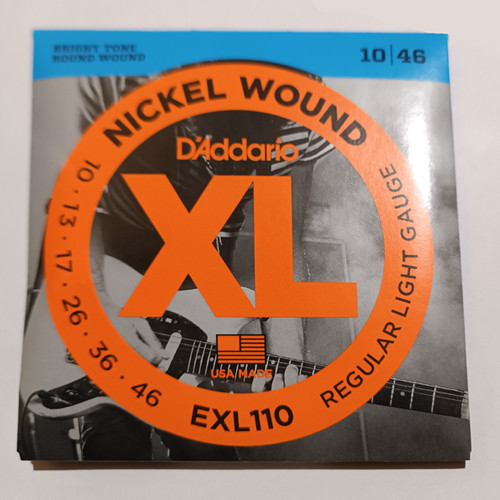 BRIGHT TONE
ROUND WOUND
10|46
NICKEL WOUND
D'Addario
XL
USA MADE
10 · 13 · 17 · 26 · 36 · 46
EXL110
REGULAR LIGHT GAUGE